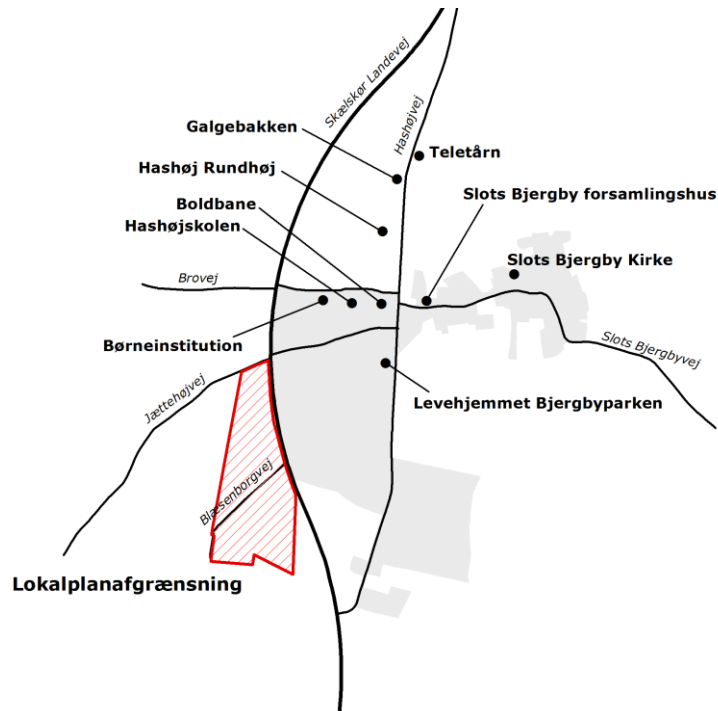 Skælskør Landevej
Hashøjvej
Galgebakken
Teletårn
Hashøj Rundhøj
Boldbane
Slots Bjergby forsamlingshus
Hashøjskolen
Slots Bjergby Kirke
Brovej
Børneinstitution
Slots Bjergbyvej
Jættehøjvej
Levehjemmet Bjergbyparken
Blæsenborgvej
Lokalplanafgrænsning